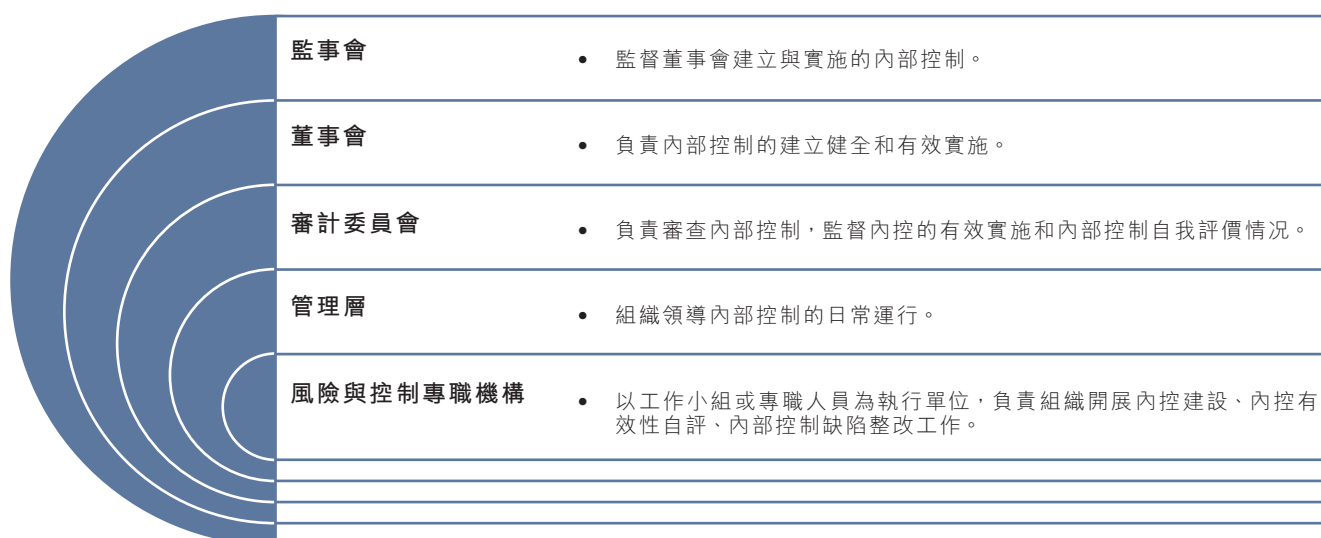 監事會
• 監督董事會建立與實施的內部控制。
董事會
• 負責內部控制的建立健全和有效實施。
審計委員會
• 負責審查內部控制，監督內控的有效實施和內部控制自我評價情況。
管理層
• 組織領導內部控制的日常運行。
風險與控制專職機構
• 以工作小組或專職人員為執行單位，負責組織開展內控建設、內控有
效性自評、內部控制缺陷整改工作。